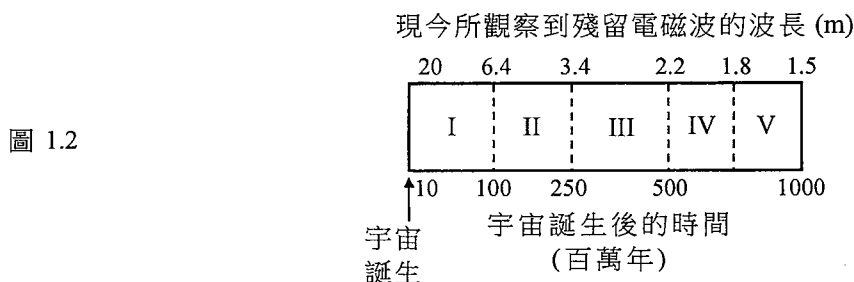 現今所觀察到殘留電磁波的波長 (m)
20 6.4 3.4 2.2 1.8 1.5
I II III IV V
圖 1.2
10 100 250 500 1000
宇宙
誕生
宇宙誕生後的時間
(百萬年)